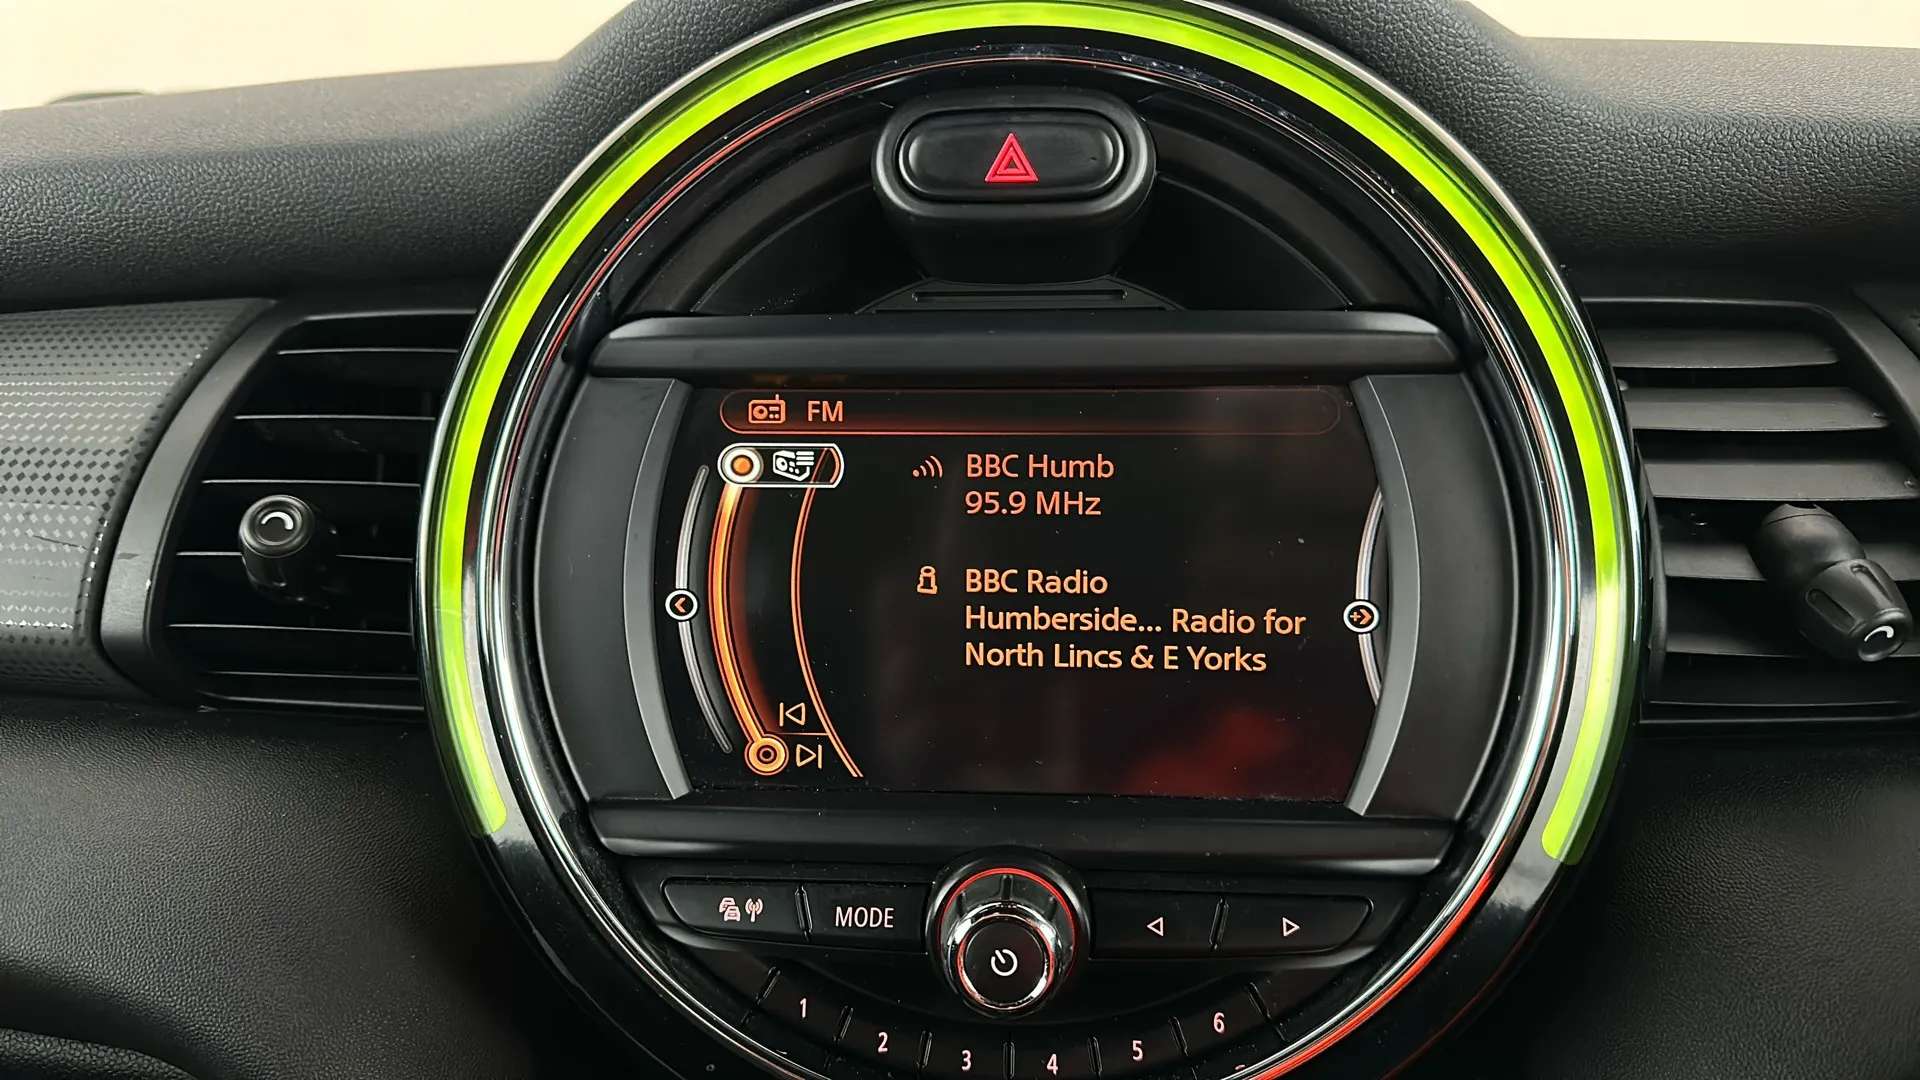 FM
BBC Humb
95.9 MHz
BBC Radio
Humberside... Radio for
North Lincs & E Yorks
MODE
1 2 3 4 5 6